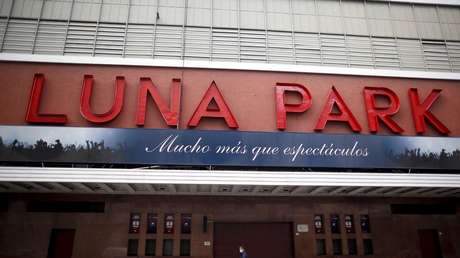 LUNA PARK
Mucho más que espectáculos